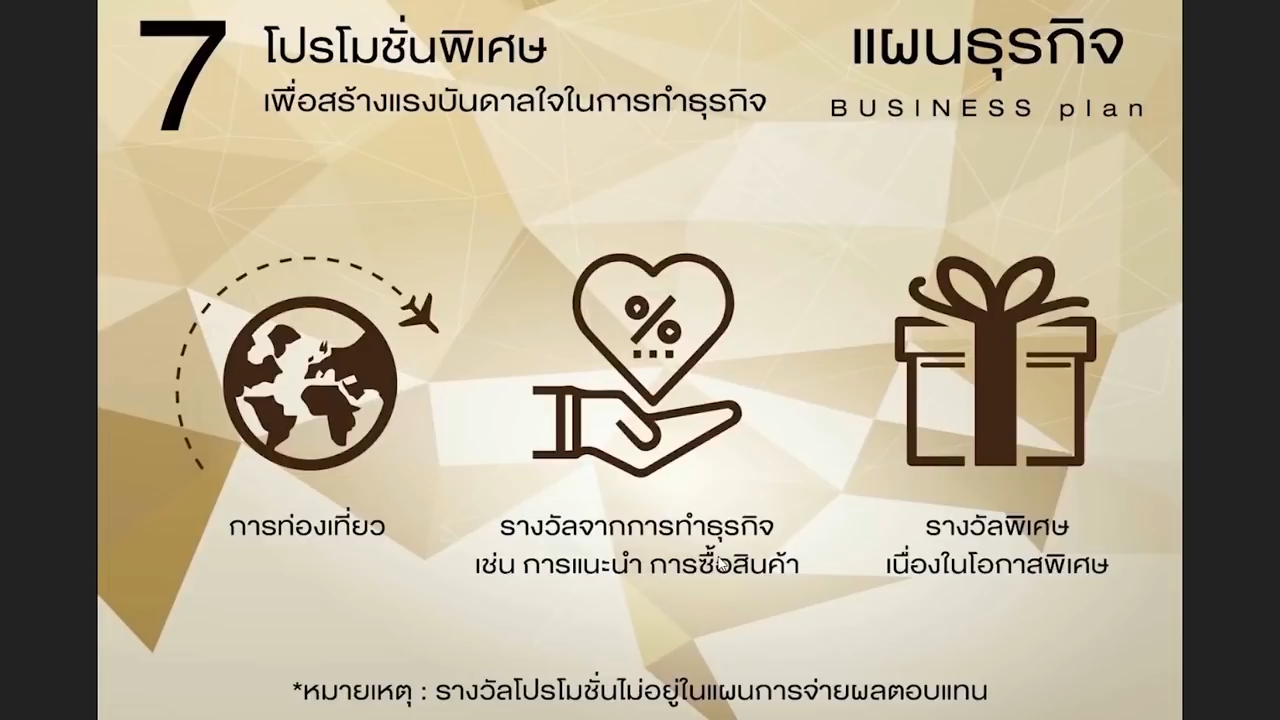 7
โปรโมชั่นพิเศษ
เพื่อสร้างแรงบันดาลใจในการทำธุรกิจ
แผนธุรกิจ
BUSINESS plan
%
การท่องเที่ยว
รางวัลจากการทำธุรกิจ
เช่น การแนะนำ การซื้อสินค้า
รางวัลพิเศษ
เนื่องในโอกาสพิเศษ
*หมายเหตุ : รางวัลโปรโมชั่นไม่อยู่ในแผนการจ่ายผลตอบแทน